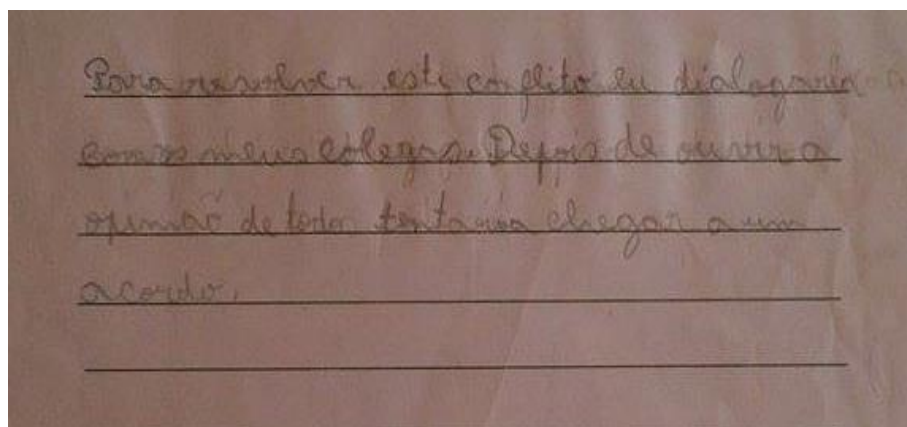 Para resolver este conflito eu dialogaria
com os meus colegas. Depois de ouvir a
opinião de todos tentaria chegar a um
acordo.